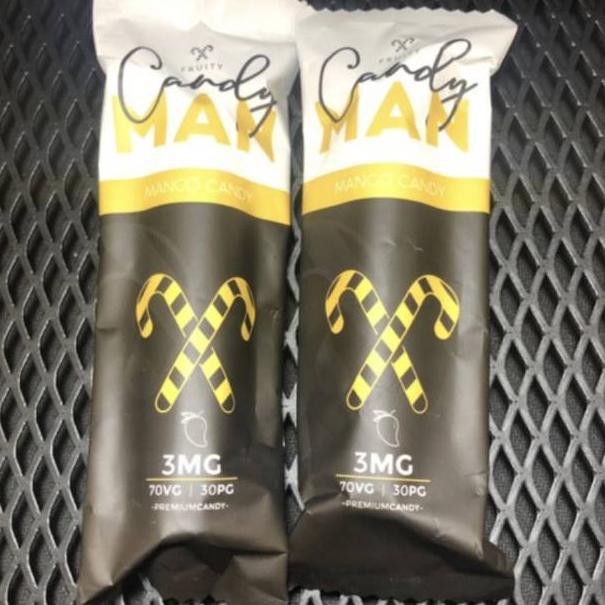 FRUITY
Candy
MAN
MANGO CANDY
3MG
70VG | 30PG
-PREMIUMCANDY-
FRUITY
Candy
MAN
MANGO CANDY
3MG
70VG | 30PG
-PREMIUMCANDY-